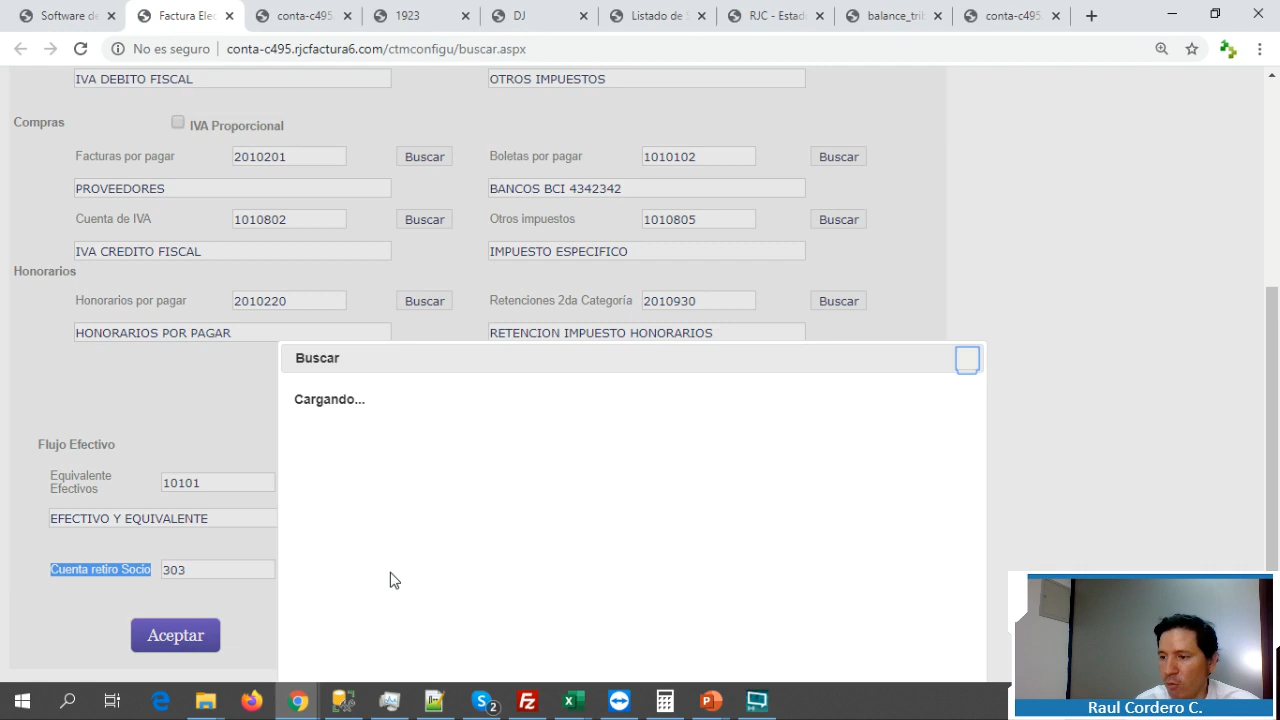 Software de
Factura Elec
conta-c495.
1923
DJ
Listado de S
RJC - Estad
balance_trib
conta-c495.
No es seguro
conta-c495.rjcfactura6.com/ctmconfigu/buscar.aspx
IVA DEBITO FISCAL
OTROS IMPUESTOS
Compras
IVA Proporcional
Facturas por pagar
2010201
Buscar
Boletas por pagar
1010102
Buscar
PROVEEDORES
BANCOS BCI 4342342
Cuenta de IVA
1010802
Buscar
Otros impuestos
1010805
Buscar
IVA CREDITO FISCAL
IMPUESTO ESPECIFICO
Honorarios
Honorarios por pagar
2010220
Buscar
Retenciones 2da Categoría
2010930
Buscar
HONORARIOS POR PAGAR
RETENCION IMPUESTO HONORARIOS
Buscar
Cargando...
Flujo Efectivo
Equivalente
Efectivos
10101
EFECTIVO Y EQUIVALENTE
Cuenta retiro Socio
303
Aceptar
2
Raul Cordero C.